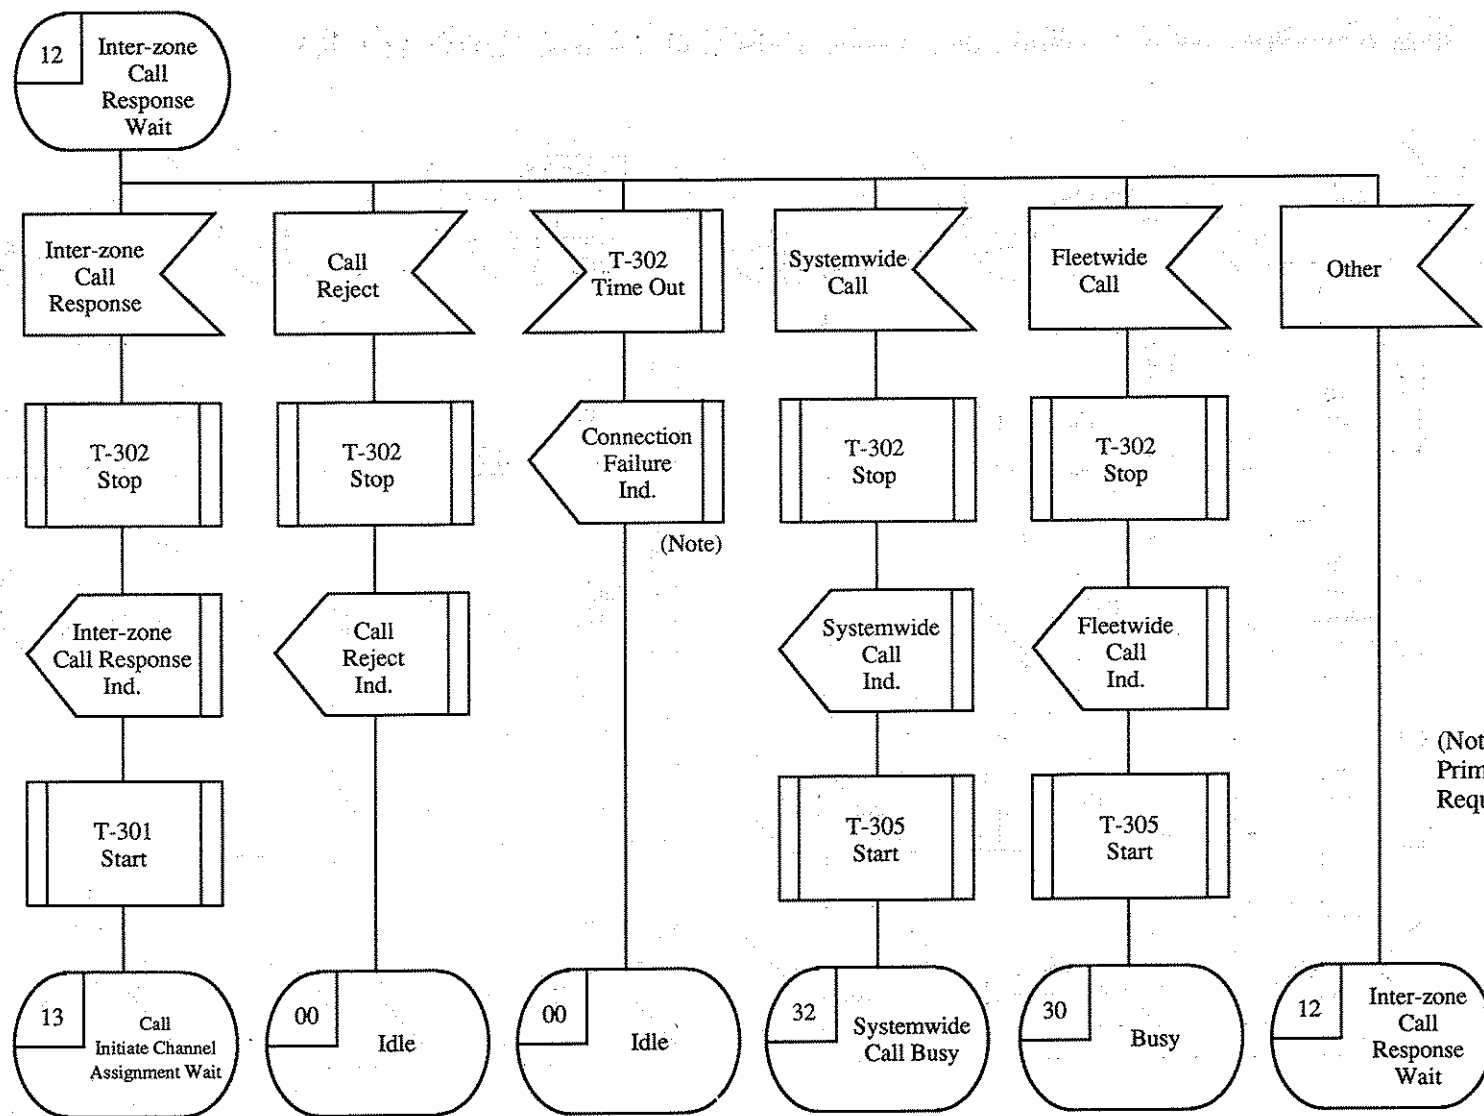 12
Inter-zone
Call
Response
Wait
Inter-zone
Call
Response
Call
Reject
T-302
Time Out
Systemwide
Call
Fleetwide
Call
Other
T-302
Stop
T-302
Stop
Connection
Failure
Ind.
(Note)
T-302
Stop
T-302
Stop
Inter-zone
Call Response
Ind.
Call
Reject
Ind.
Systemwide
Call
Ind.
Fleetwide
Call
Ind.
(Not
Prim
Requ
T-301
Start
T-305
Start
T-305
Start
13
Call
Initiate Channel
Assignment Wait
00
Idle
00
Idle
32
Systemwide
Call Busy
30
Busy
12
Inter-zone
Call
Response
Wait